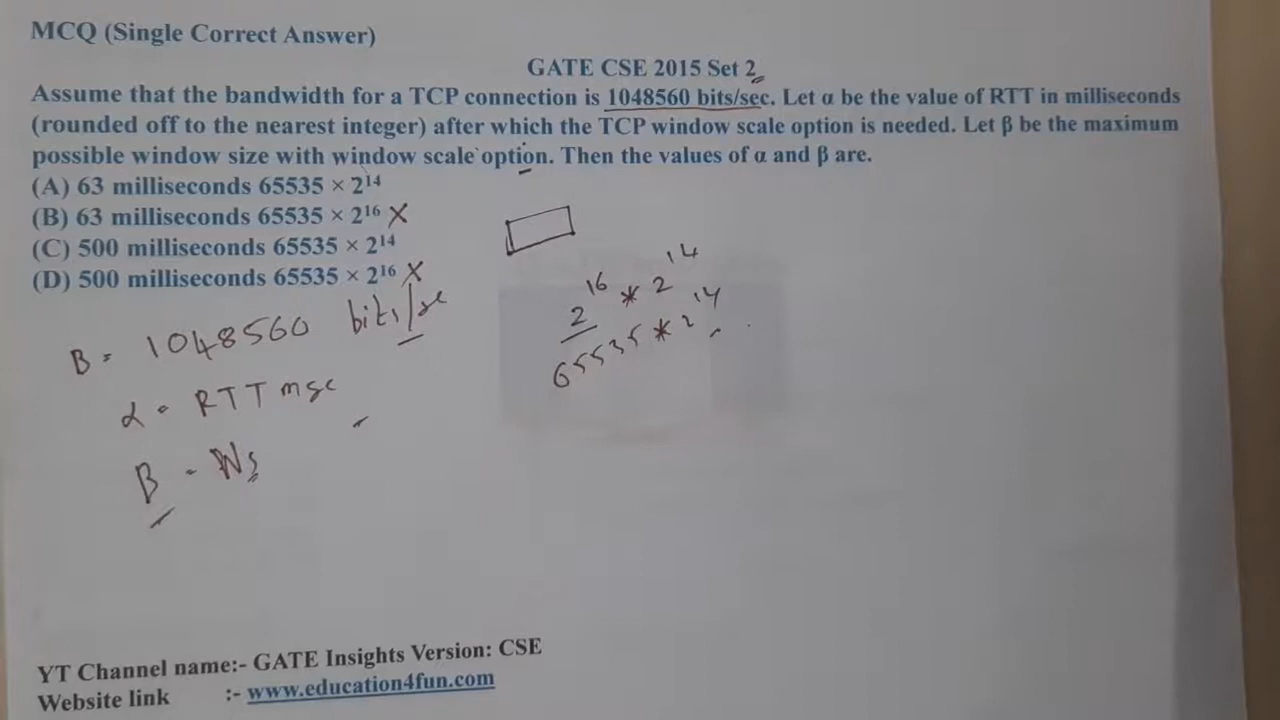 MCQ (Single Correct Answer)
GATE CSE 2015 Set 2
Assume that the bandwidth for a TCP connection is 1048560 bits/sec. Let α be the value of RTT in milliseconds
(rounded off to the nearest integer) after which the TCP window scale option is needed. Let β be the maximum
possible window size with window scale option. Then the values of α and β are.
(A) 63 milliseconds 65535 × 2¹⁴
(B) 63 milliseconds 65535 × 2¹⁶ X
(C) 500 milliseconds 65535 × 2¹⁴
(D) 500 milliseconds 65535 × 2¹⁶ X
2¹⁶ * 2¹⁴
65535 * 2¹⁴
B = 1048560 bits/se
α = RTT msc
β = Ws
YT Channel name:- GATE Insights Version: CSE
Website link :- www.education4fun.com